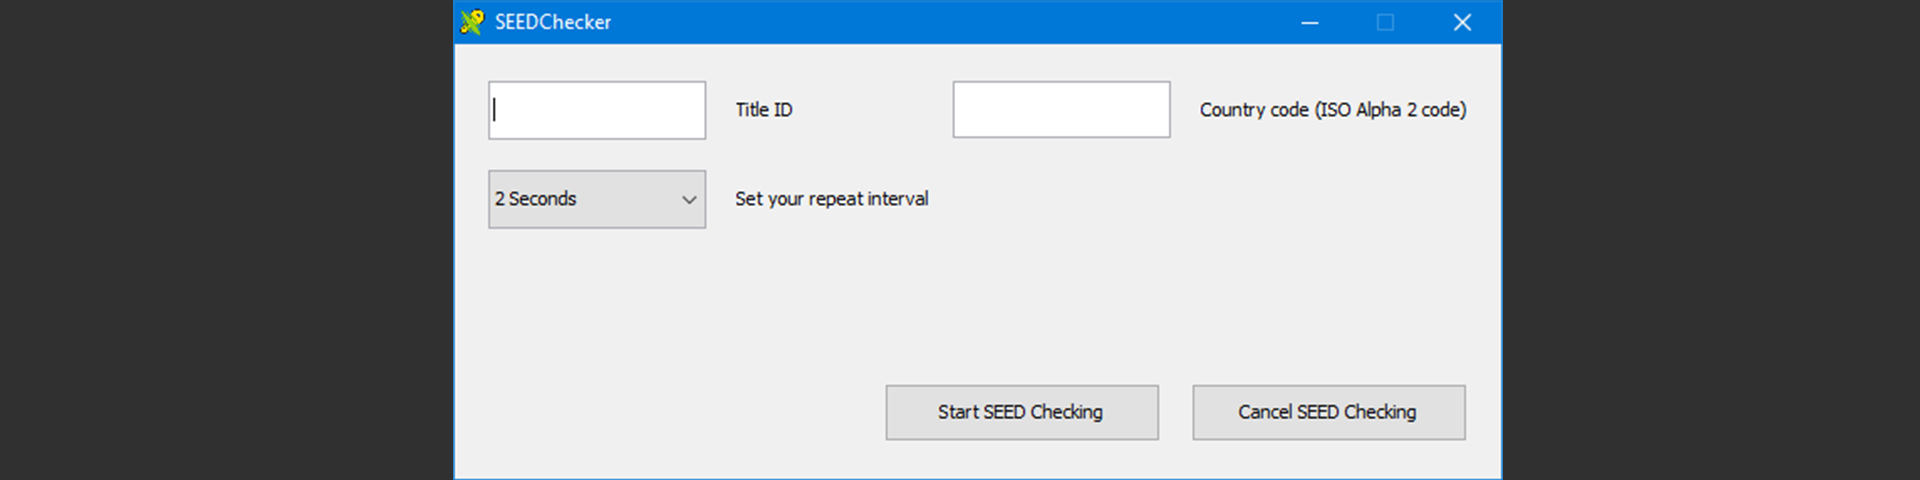 SEEDChecker
Title ID
Country code (ISO Alpha 2 code)
2 Seconds
Set your repeat interval
Start SEED Checking
Cancel SEED Checking